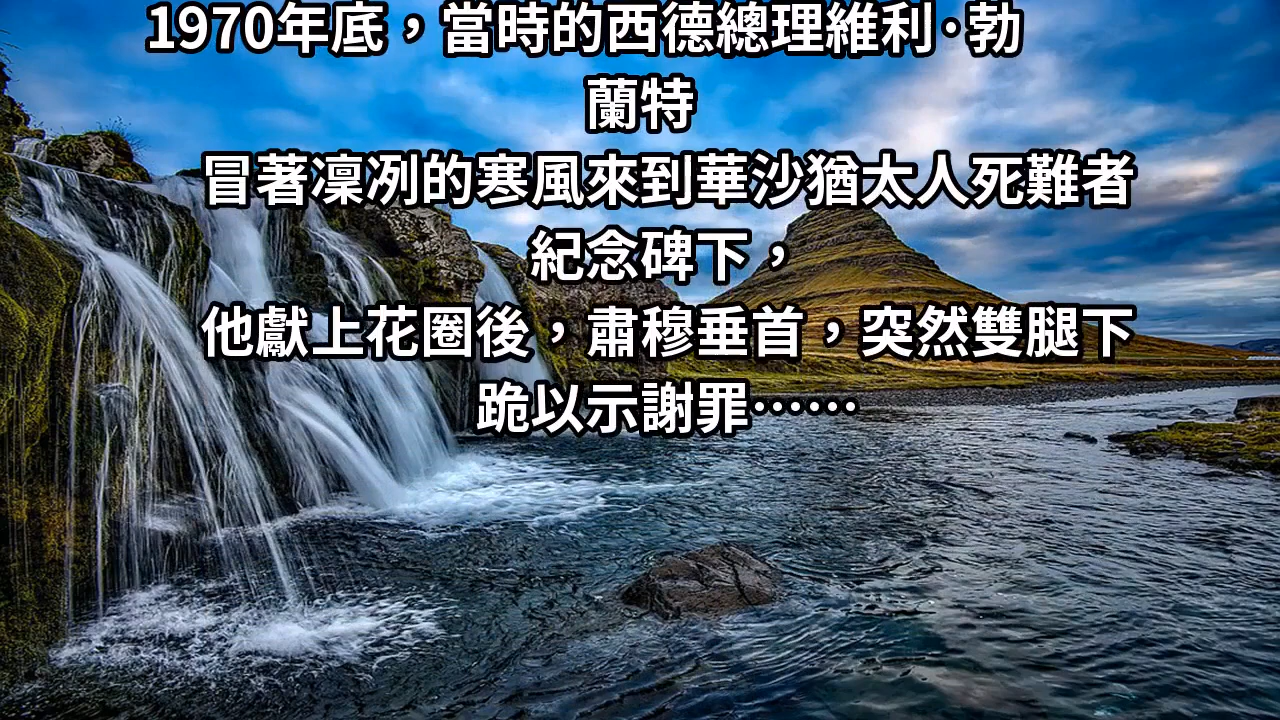 1970年底，當時的西德總理維利·勃
蘭特
冒著凜冽的寒風來到華沙猶太人死難者
紀念碑下，
他獻上花圈後，肅穆垂首，突然雙腿下
跪以示謝罪……